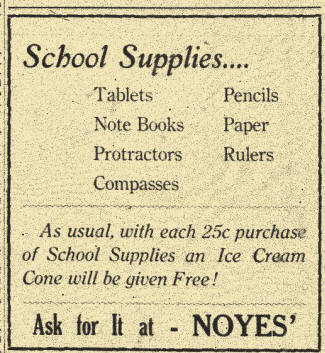 School Supplies....
Tablets Pencils
Note Books Paper
Protractors Rulers
Compasses
As usual, with each 25c purchase
of School Supplies an Ice Cream
Cone will be given Free!
Ask for It at - NOYES'